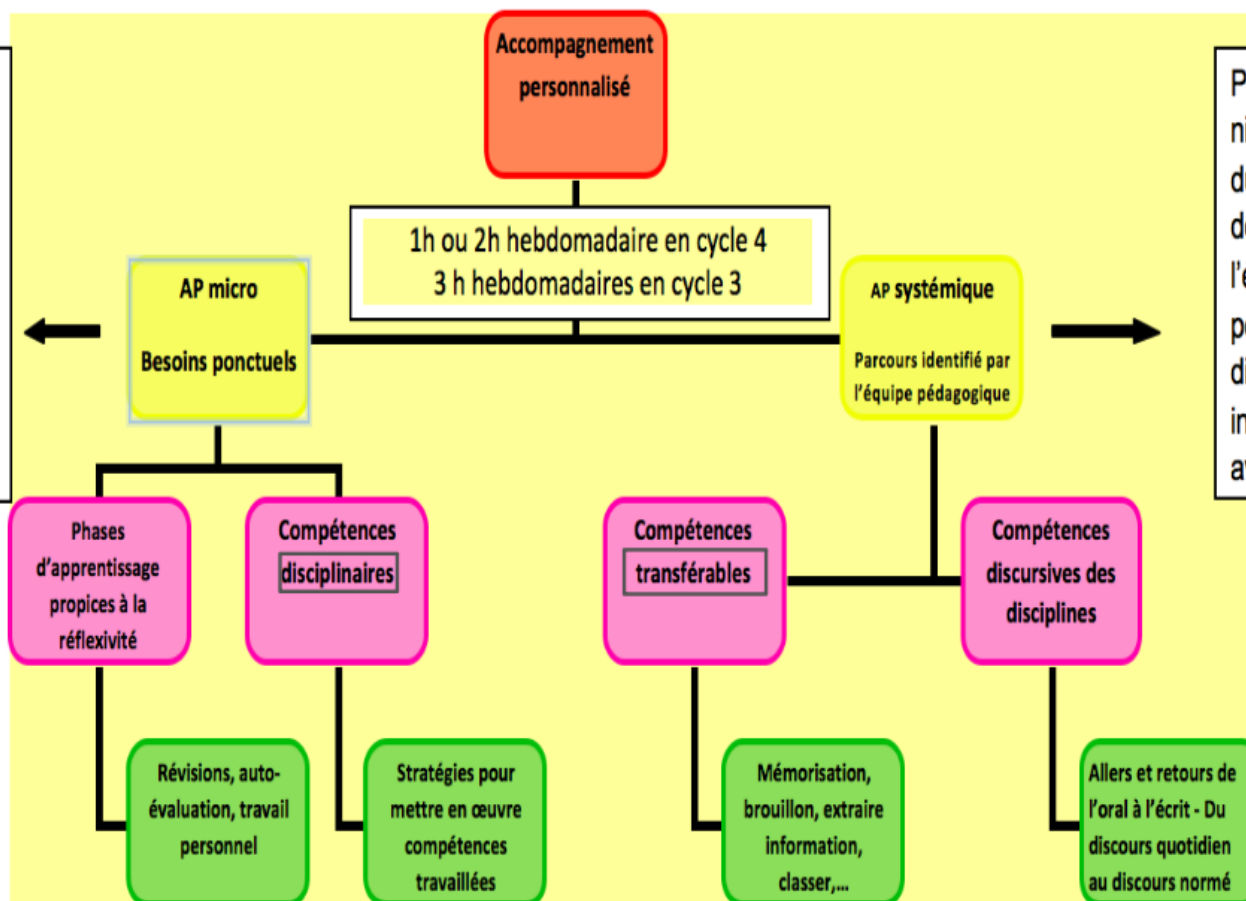 Accompagnement
personnalisé
1h ou 2h hebdomadaire en cycle 4
3 h hebdomadaires en cycle 3
AP micro
Besoins ponctuels
AP systémique
Parcours identifié par
l'équipe pédagogique
Phases
d'apprentissage
propices à la
réflexivité
Compétences
disciplinaires
Compétences
transférables
Compétences
discursives des
disciplines
Révisions, auto-
évaluation, travail
personnel
Stratégies pour
mettre en œuvre
compétences
travaillées
Mémorisation,
brouillon, extraire
information,
classer,...
Allers et retours de
l'oral à l'écrit - Du
discours quotidien
au discours normé